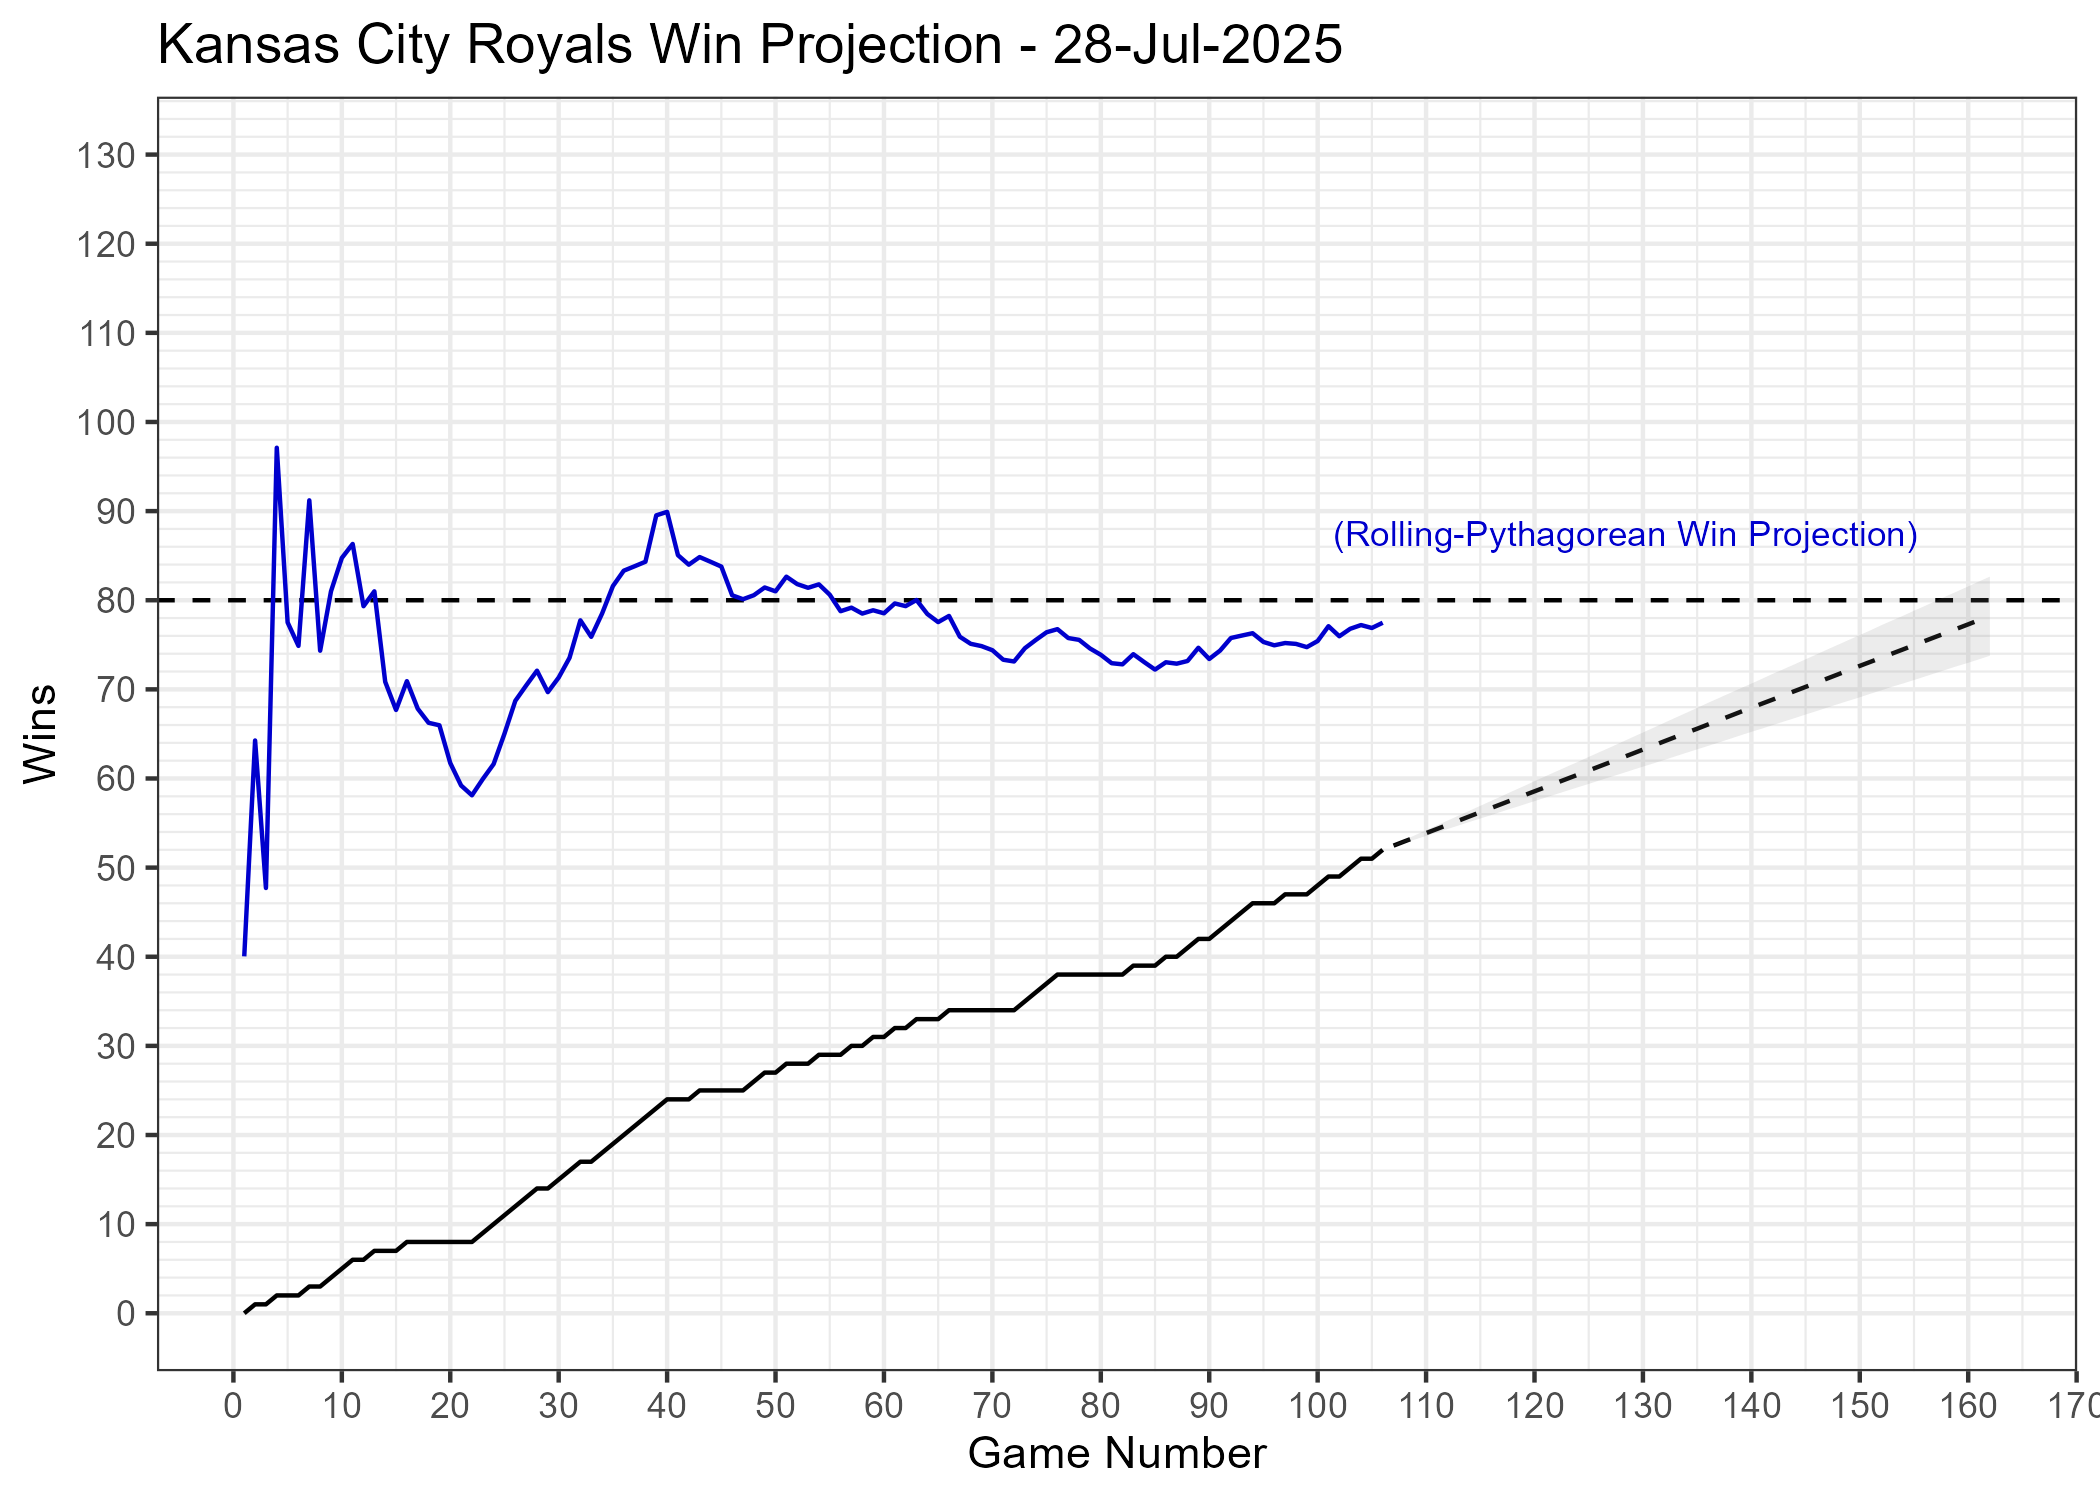 Kansas City Royals Win Projection - 28-Jul-2025
130
120
110
100
90
80
70
60
50
40
30
20
10
0
Wins
(Rolling-Pythagorean Win Projection)
0 10 20 30 40 50 60 70 80 90 100 110 120 130 140 150 160 170
Game Number